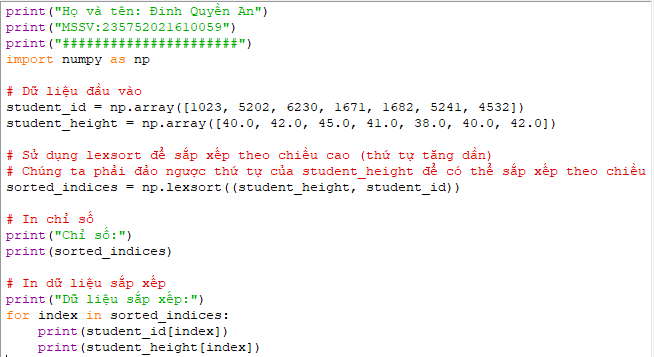 print("Họ và tên: Đinh Quyền An")
print("MSSV:235752021610059")
print("######################")
import numpy as np
# Dữ liệu đầu vào
student_id = np.array([1023, 5202, 6230, 1671, 1682, 5241, 4532])
student_height = np.array([40.0, 42.0, 45.0, 41.0, 38.0, 40.0, 42.0])
# Sử dụng lexsort để sắp xếp theo chiều cao (thứ tự tăng dần)
# Chúng ta phải đảo ngược thứ tự của student_height để có thể sắp xếp theo chiều
sorted_indices = np.lexsort((student_height, student_id))
# In chỉ số
print("Chỉ số:")
print(sorted_indices)
# In dữ liệu sắp xếp
print("Dữ liệu sắp xếp:")
for index in sorted_indices:
    print(student_id[index])
    print(student_height[index])